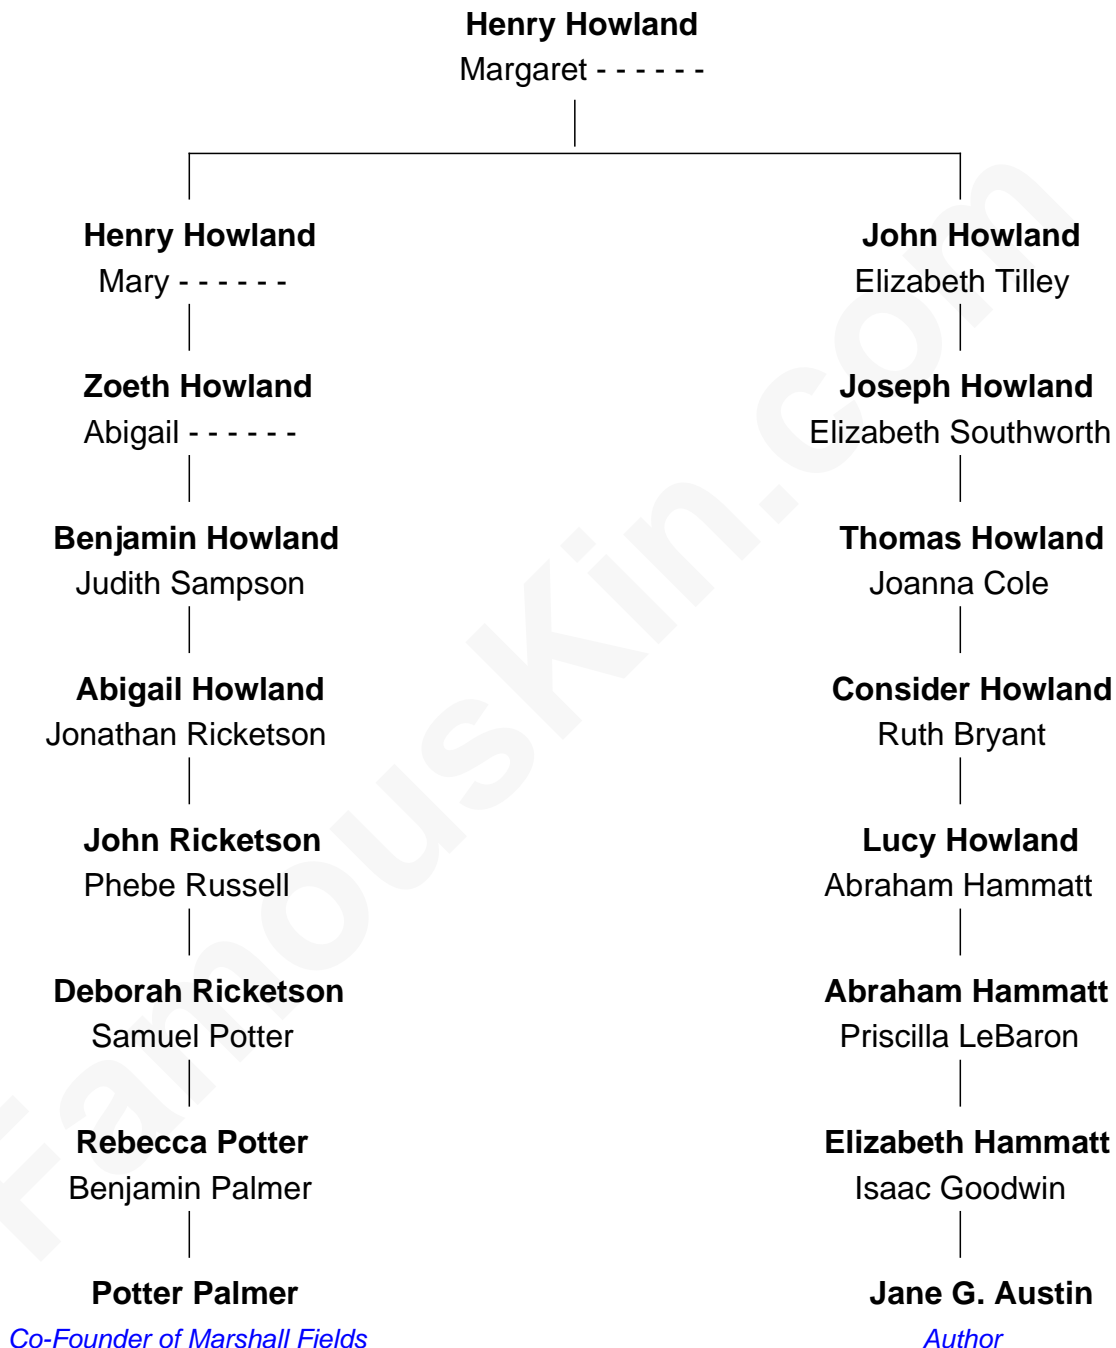 Henry Howland
Margaret - - - - - -
Henry Howland
Mary - - - - - -
John Howland
Elizabeth Tilley
Zoeth Howland
Abigail - - - - - -
Joseph Howland
Elizabeth Southworth
Benjamin Howland
Judith Sampson
Thomas Howland
Joanna Cole
Abigail Howland
Jonathan Ricketson
Consider Howland
Ruth Bryant
John Ricketson
Phebe Russell
Lucy Howland
Abraham Hammatt
Deborah Ricketson
Samuel Potter
Abraham Hammatt
Priscilla LeBaron
Rebecca Potter
Benjamin Palmer
Elizabeth Hammatt
Isaac Goodwin
Potter Palmer
Co-Founder of Marshall Fields
Jane G. Austin
Author
FamousKin.com